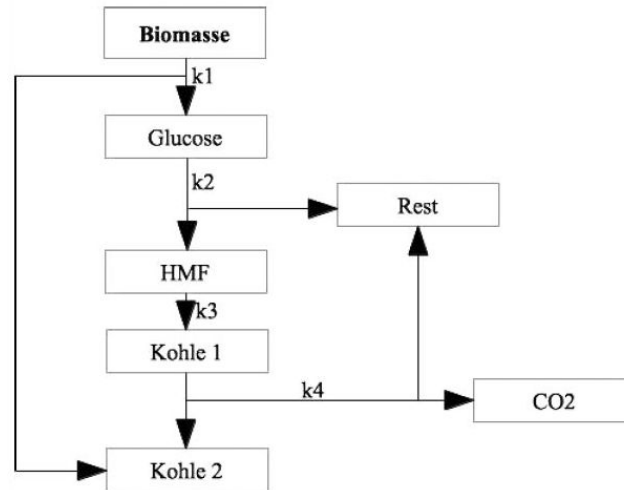 Biomasse
k1
Glucose
k2
Rest
HMF
k3
Kohle 1
k4
CO2
Kohle 2